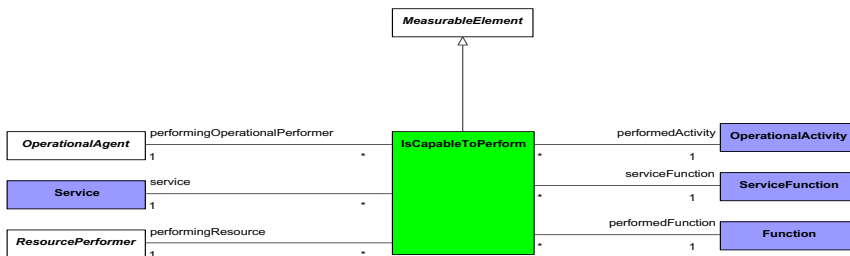 MeasurableElement
performingOperationalPerformer
performedActivity
OperationalAgent
IsCapableToPerform
OperationalActivity
1
*
*
1
service
serviceFunction
Service
ServiceFunction
1
*
*
1
performingResource
performedFunction
ResourcePerformer
Function
1
*
*
1